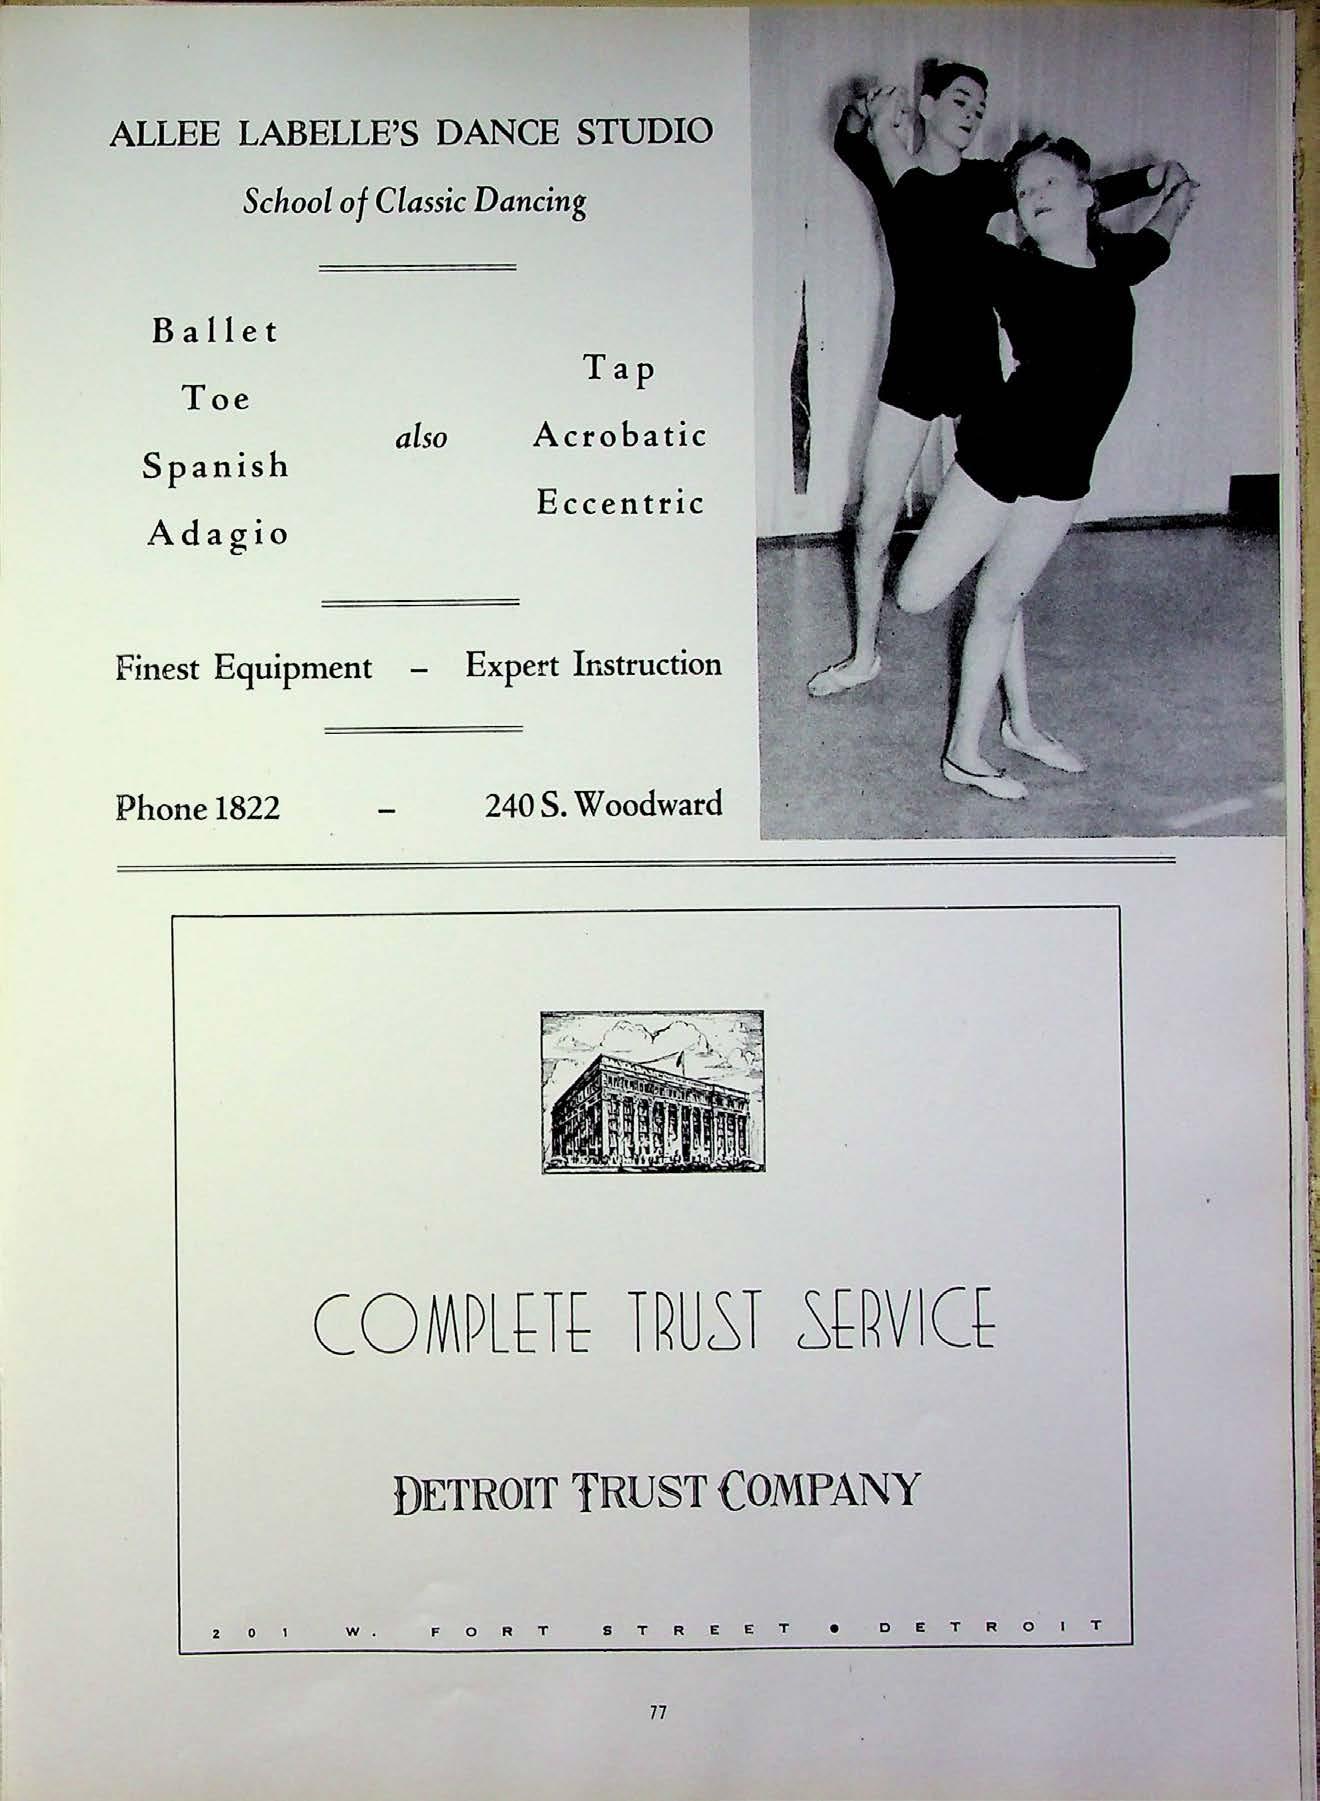 ALLEE LABELLE'S DANCE STUDIO
School of Classic Dancing
Ballet
Toe
Spanish
Adagio
also
Tap
Acrobatic
Eccentric
Finest Equipment – Expert Instruction
Phone 1822 – 240 S. Woodward
COMPLETE TRUST SERVICE
DETROIT TRUST COMPANY
201 W. FORT STREET • DETROIT
77